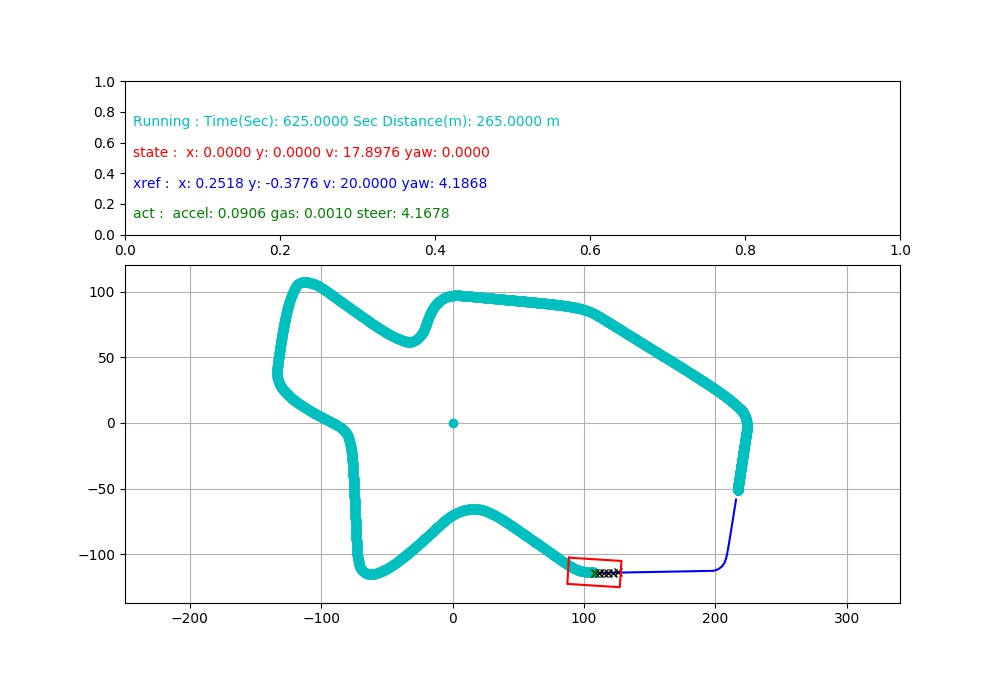 1.0
0.8
0.6
0.4
0.2
0.0
Running : Time(Sec): 625.0000 Sec Distance(m): 265.0000 m
state :  x: 0.0000 y: 0.0000 v: 17.8976 yaw: 0.0000
xref :  x: 0.2518 y: -0.3776 v: 20.0000 yaw: 4.1868
act :  accel: 0.0906 gas: 0.0010 steer: 4.1678
0.0 0.2 0.4 0.6 0.8 1.0
100
50
0
−50
−100
−200 −100 0 100 200 300